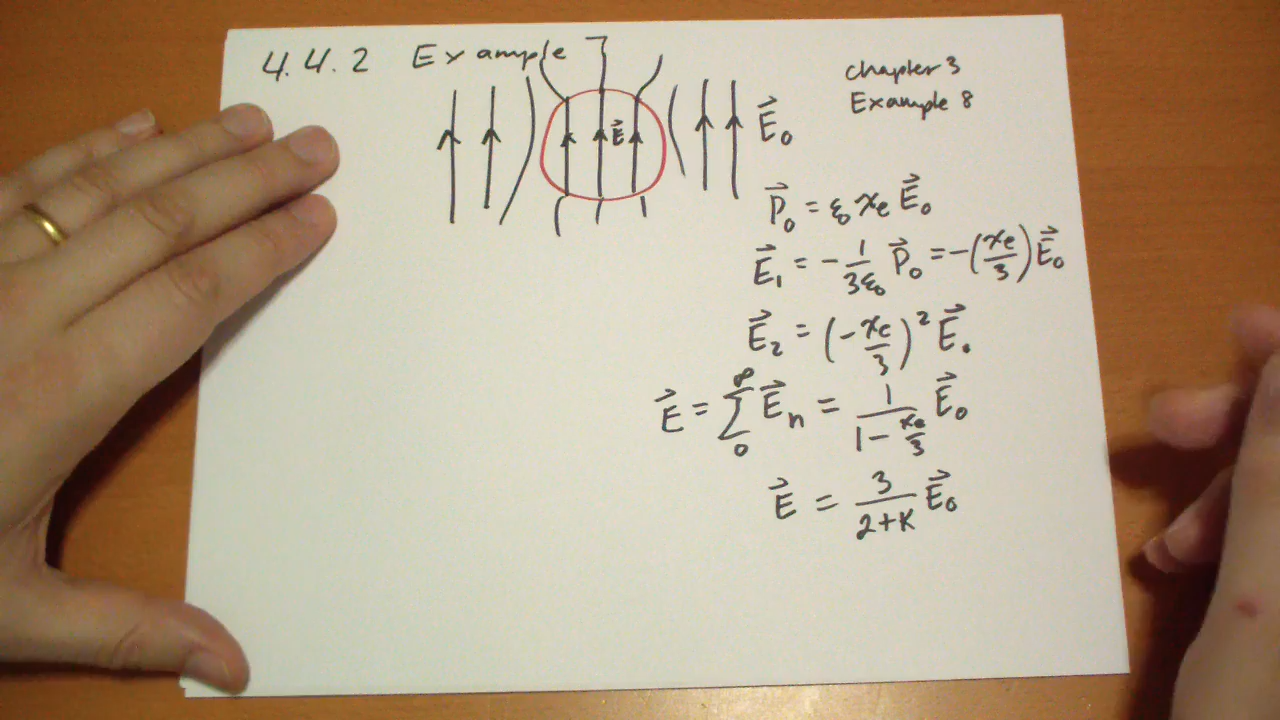 4.4.2 Example 7
chapter 3
Example 8
E⃗
E⃗₀
P⃗₀ = ε₀ χe E⃗₀
E⃗₁ = − 1/(3ε₀) P⃗₀ = −(χe/3) E⃗₀
E⃗₂ = (−χe/3)² E⃗₀
E⃗ = ∑₀^∞ E⃗n = 1/(1 − χe/3) E⃗₀
E⃗ = 3/(2+K) E⃗₀